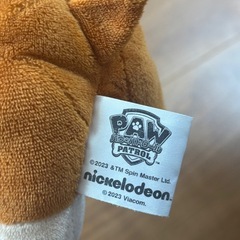 PAW
PATROL
©2023 &TM Spin Master Ltd.
nickelodeon
©2023 Viacom.